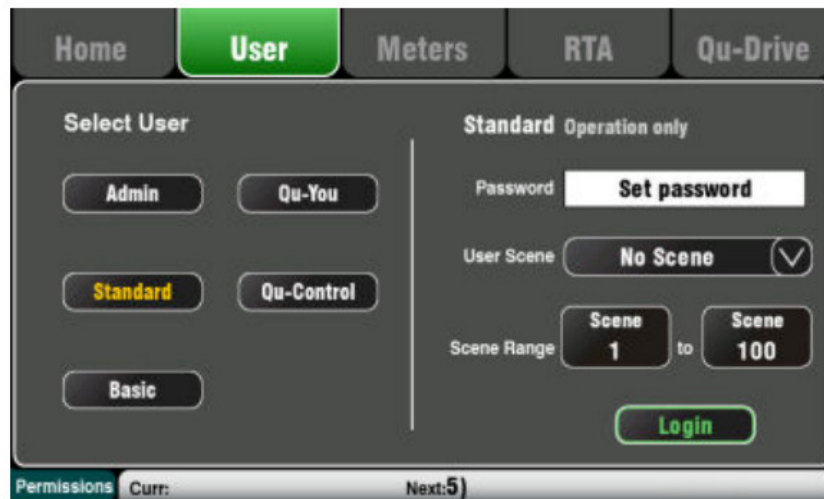 Home User Meters RTA Qu-Drive
Select User
Admin Qu-You
Standard Qu-Control
Basic
Standard Operation only
Password Set password
User Scene No Scene
Scene Range Scene 1 to Scene 100
Login
Permissions Curr: Next:5)